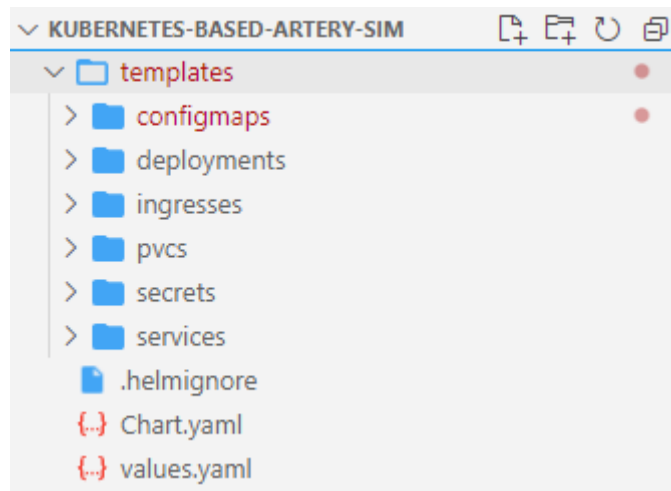 KUBERNETES-BASED-ARTERY-SIM
templates
configmaps
deployments
ingresses
pvcs
secrets
services
.helmignore
{...} Chart.yaml
{...} values.yaml